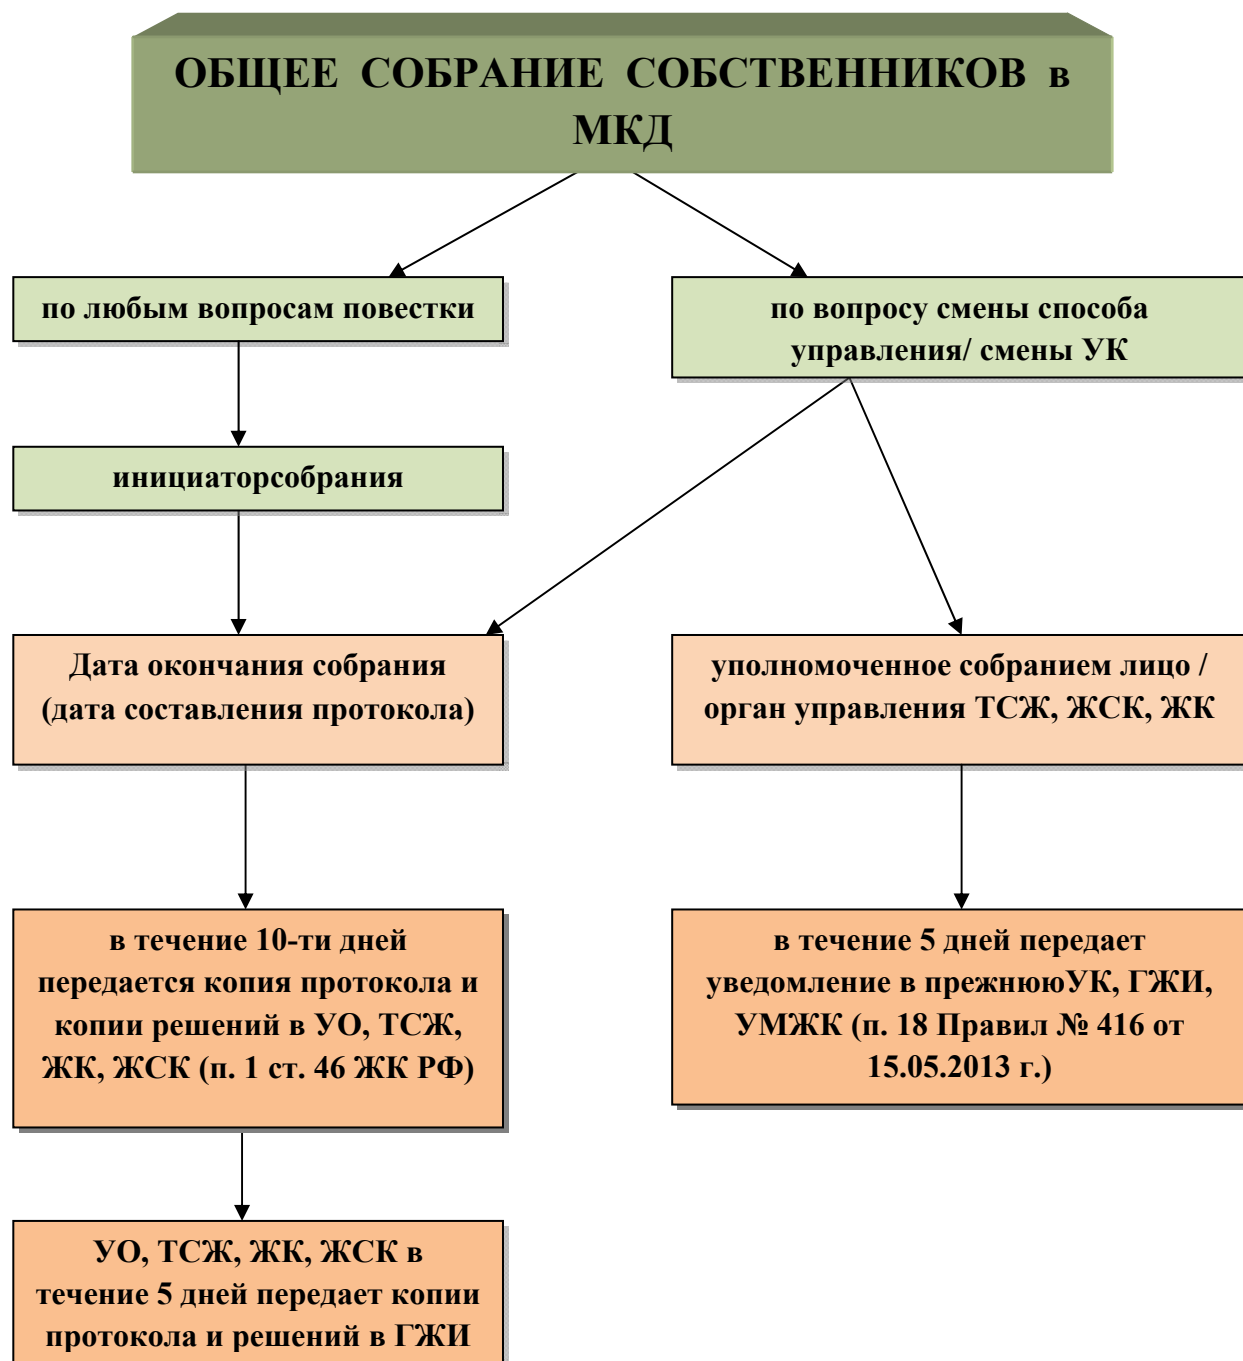 ОБЩЕЕ СОБРАНИЕ СОБСТВЕННИКОВ в
МКД
по любым вопросам повестки
по вопросу смены способа
управления/ смены УК
инициаторсобрания
Дата окончания собрания
(дата составления протокола)
уполномоченное собранием лицо /
орган управления ТСЖ, ЖСК, ЖК
в течение 10-ти дней
передается копия протокола и
копии решений в УО, ТСЖ,
ЖК, ЖСК (п. 1 ст. 46 ЖК РФ)
в течение 5 дней передает
уведомление в прежнююУК, ГЖИ,
УМЖК (п. 18 Правил № 416 от
15.05.2013 г.)
УО, ТСЖ, ЖК, ЖСК в
течение 5 дней передает копии
протокола и решений в ГЖИ